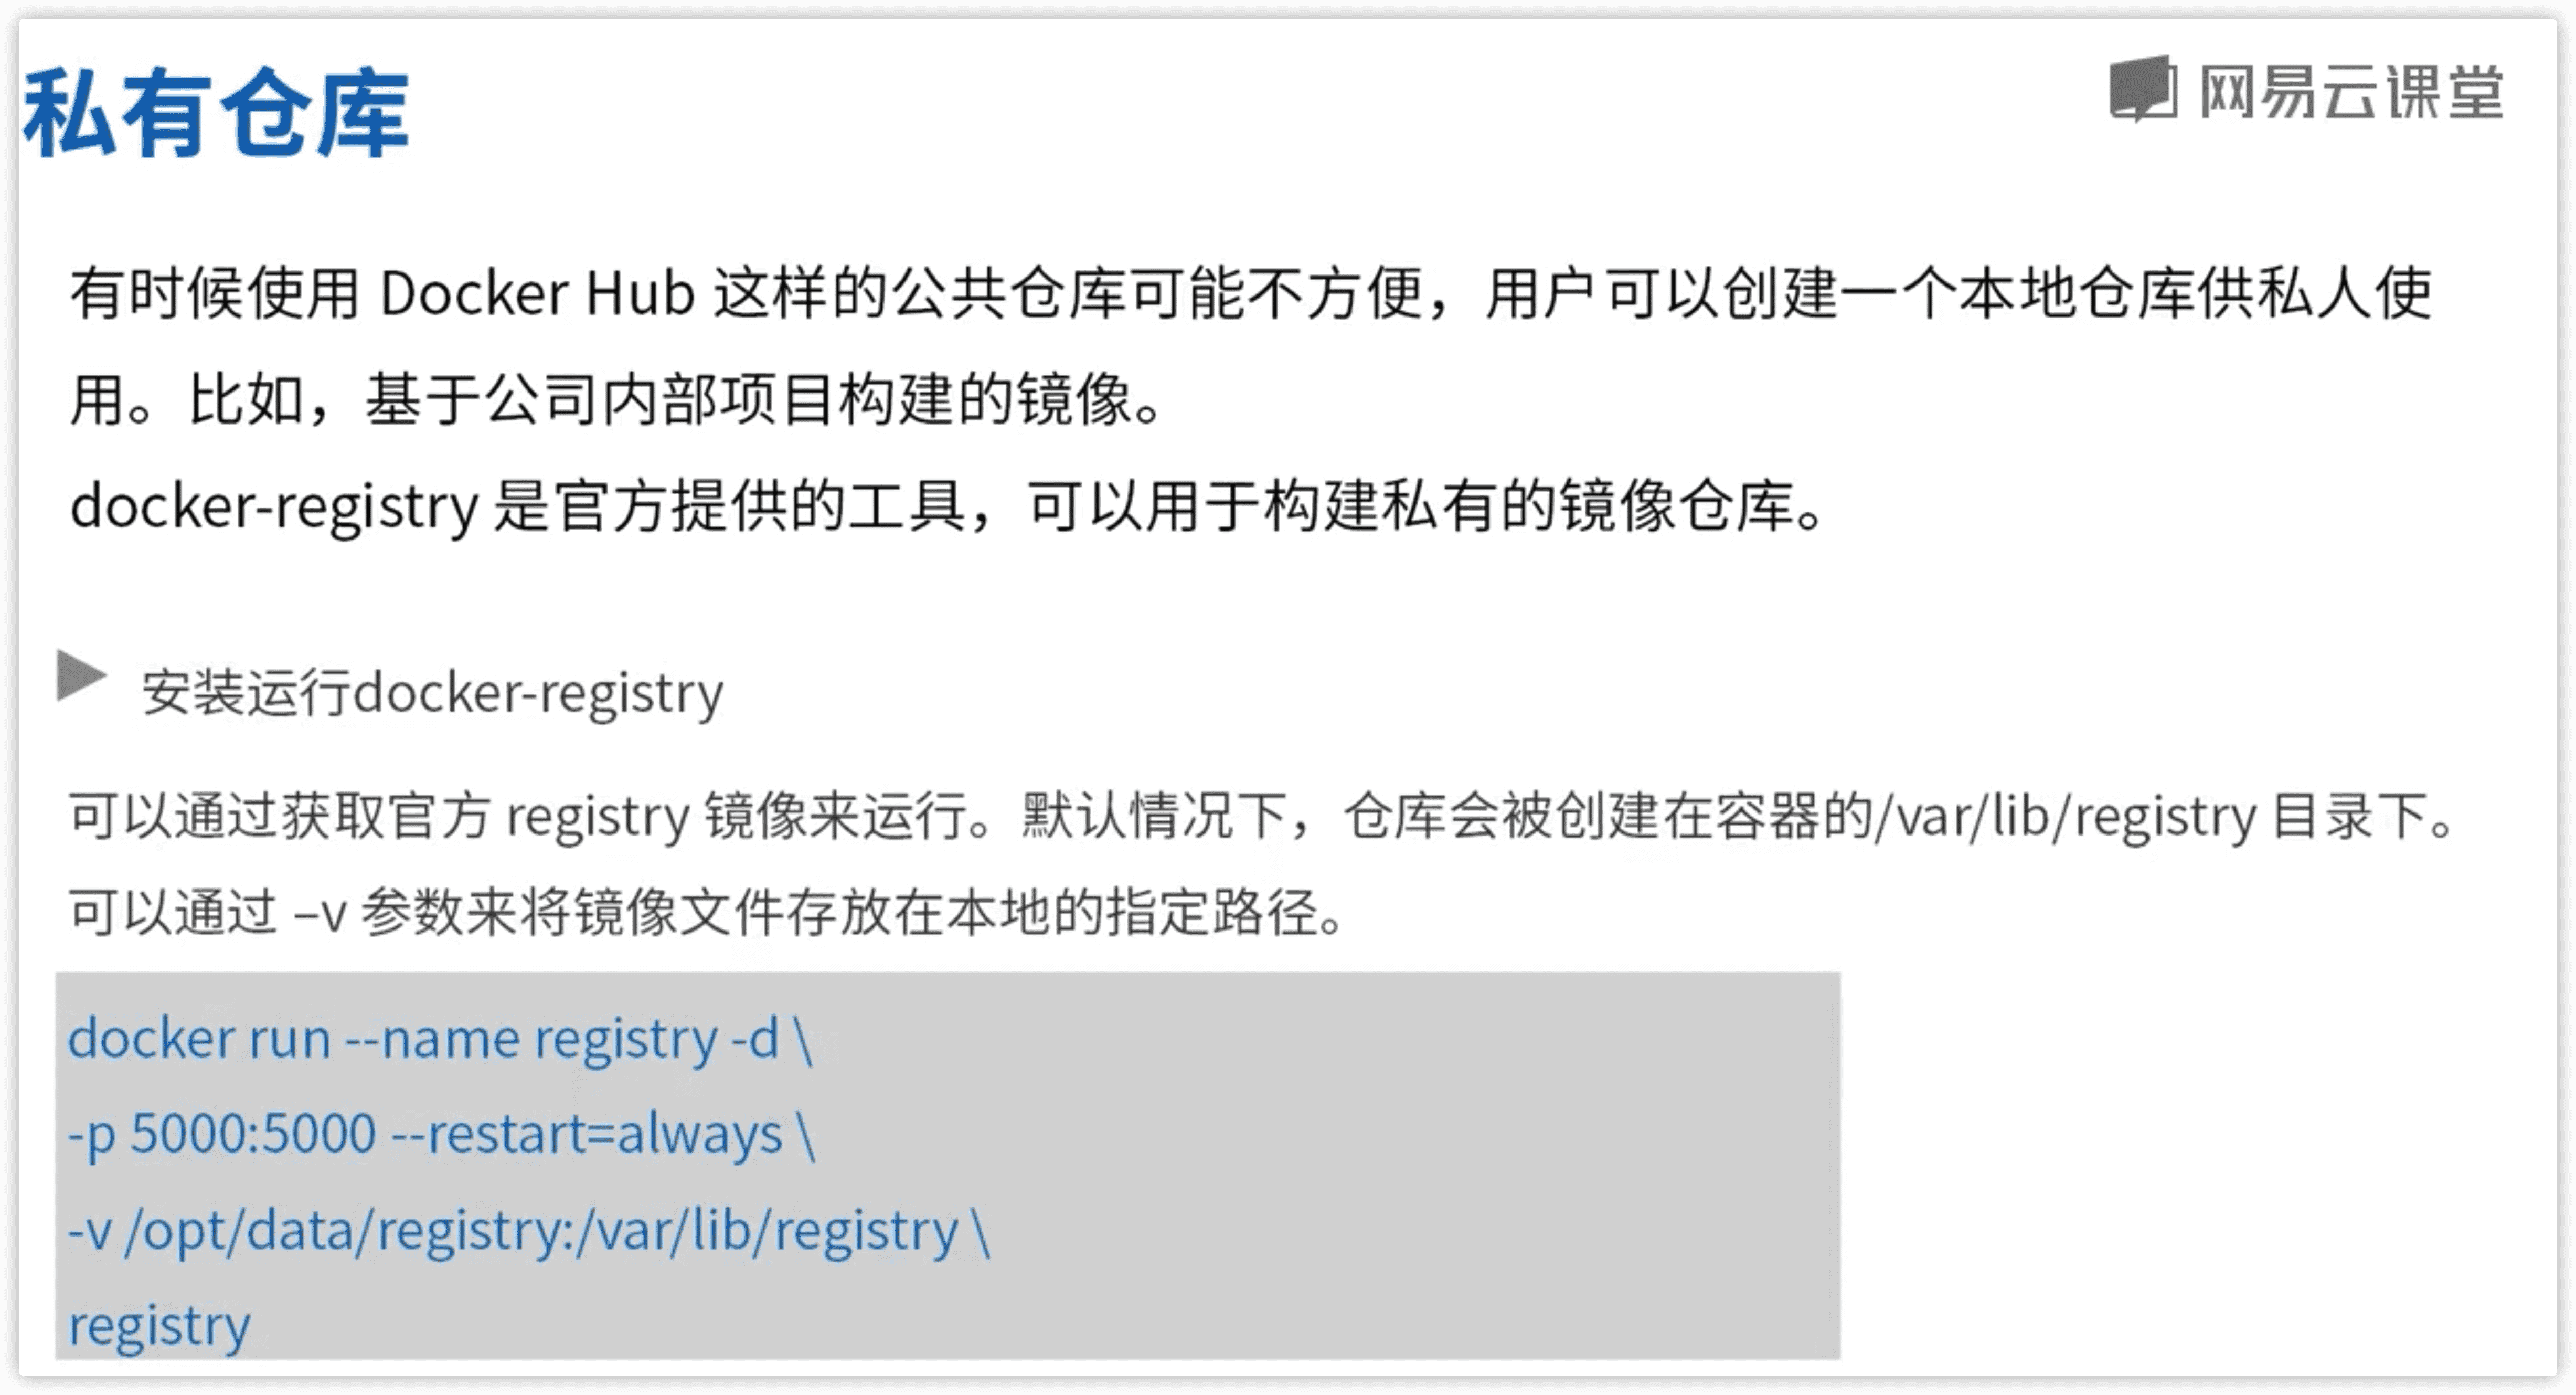 私有仓库
网易云课堂
有时候使用 Docker Hub 这样的公共仓库可能不方便，用户可以创建一个本地仓库供私人使
用。比如，基于公司内部项目构建的镜像。
docker-registry 是官方提供的工具，可以用于构建私有的镜像仓库。
安装运行docker-registry
可以通过获取官方 registry 镜像来运行。默认情况下，仓库会被创建在容器的/var/lib/registry 目录下。
可以通过 –v 参数来将镜像文件存放在本地的指定路径。
docker run --name registry -d \
-p 5000:5000 --restart=always \
-v /opt/data/registry:/var/lib/registry \
registry